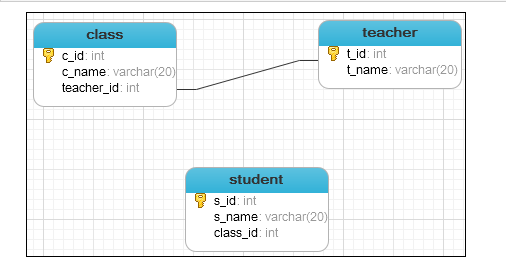 class
c_id: int
c_name: varchar(20)
teacher_id: int
teacher
t_id: int
t_name: varchar(20)
student
s_id: int
s_name: varchar(20)
class_id: int